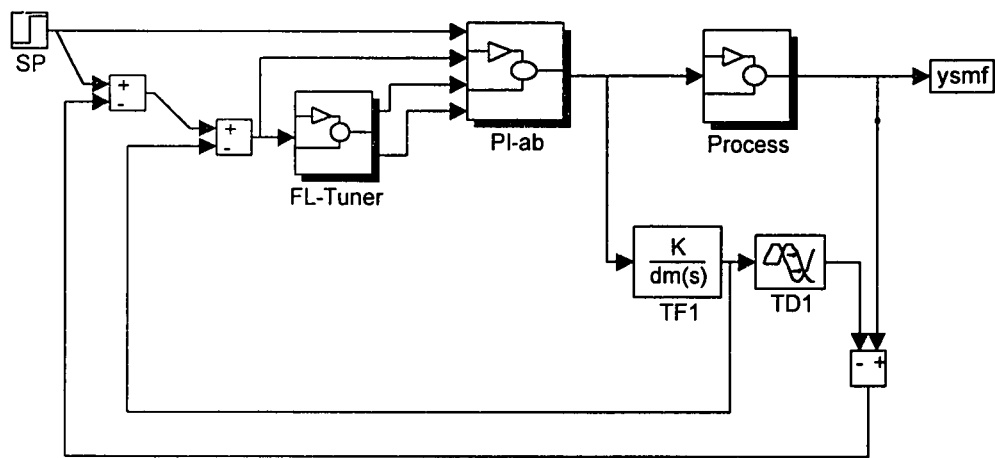 SP
+
-
+
-
FL-Tuner
PI-ab
Process
ysmf
K
dm(s)
TF1
TD1
- +